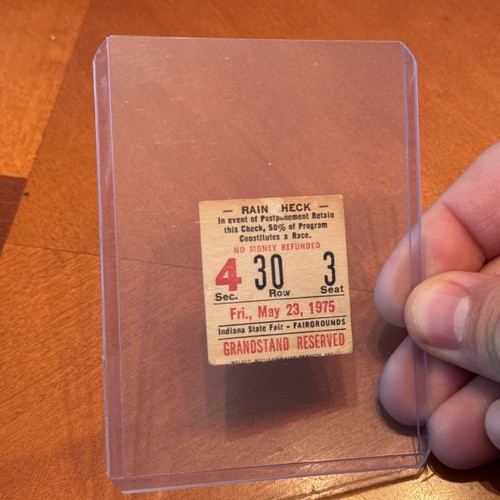 — RAIN CHECK —
In event of Postponement Retain
this Check, 50% of Program
Constitutes a Race.
NO MONEY REFUNDED
4 30 3
Sec. Row Seat
Fri., May 23, 1975
Indiana State Fair - FAIRGROUNDS
GRANDSTAND RESERVED